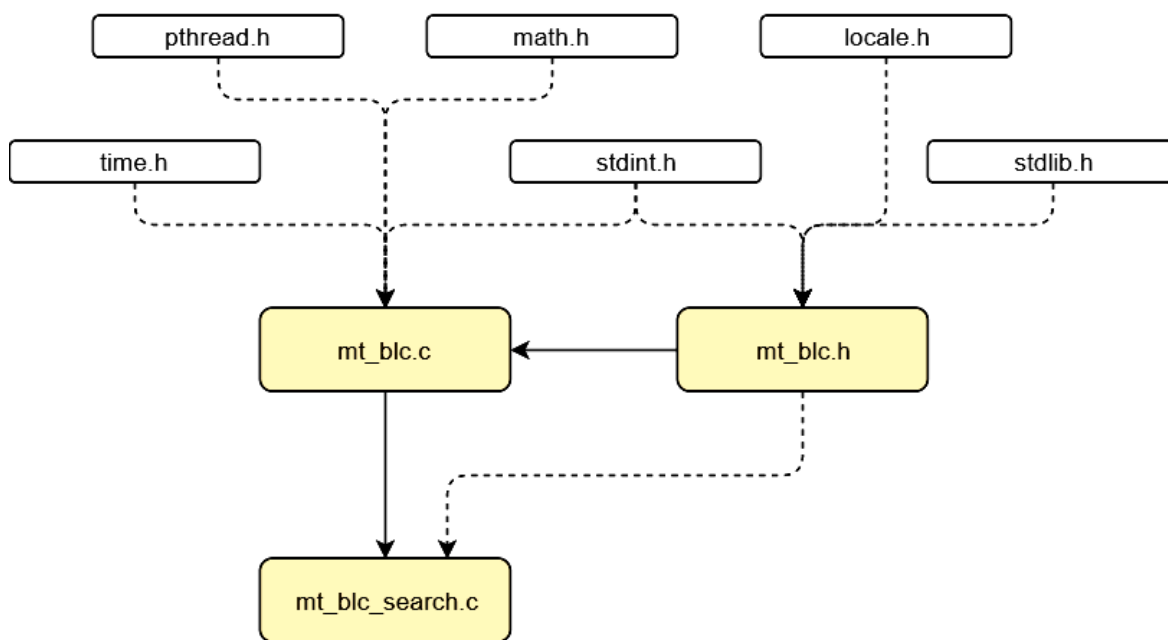 pthread.h
math.h
locale.h
time.h
stdint.h
stdlib.h
mt_blc.c
mt_blc.h
mt_blc_search.c